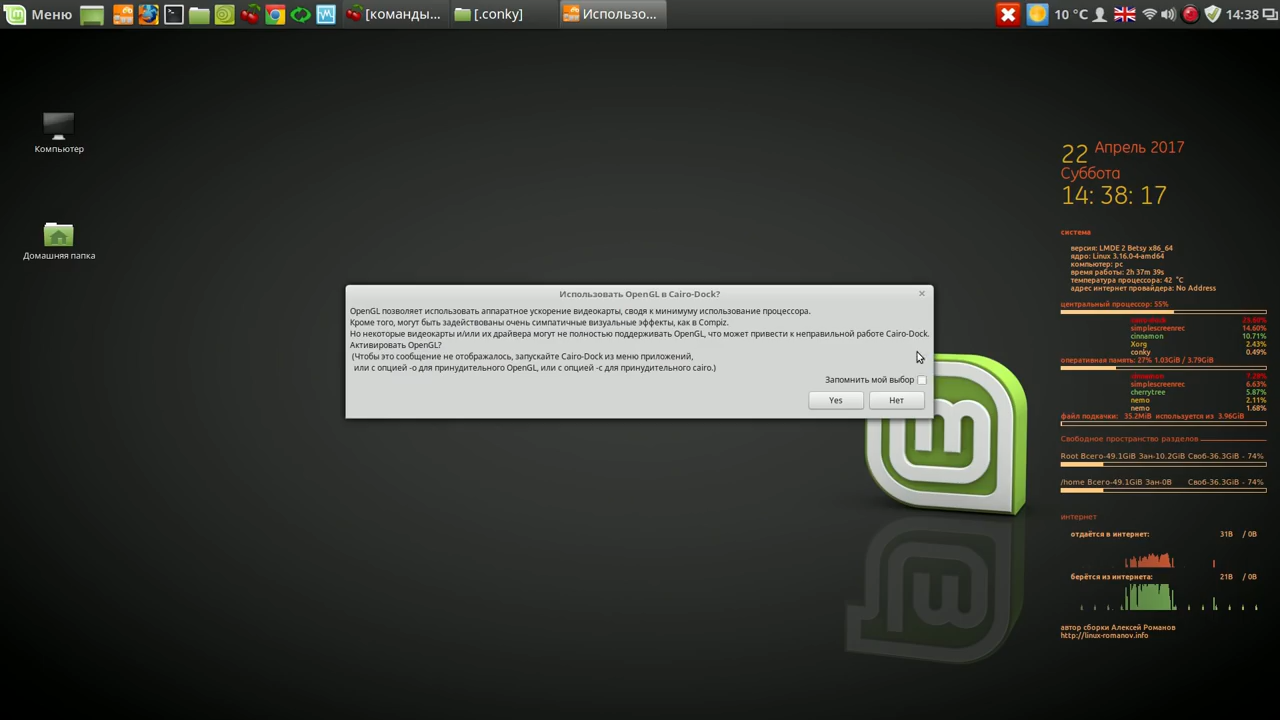 Меню
[команды...
[.conky]
Использо...
10 °C
14:38
Компьютер
Домашняя папка
Использовать OpenGL в Cairo-Dock?
OpenGL позволяет использовать аппаратное ускорение видеокарты, сводя к минимуму использование процессора.
Кроме того, могут быть задействованы очень симпатичные визуальные эффекты, как в Compiz.
Но некоторые видеокарты и/или их драйвера могут не полностью поддерживать OpenGL, что может привести к неправильной работе Cairo-Dock.
Активировать OpenGL?
(Чтобы это сообщение не отображалось, запускайте Cairo-Dock из меню приложений,
или с опцией -o для принудительного OpenGL, или с опцией -c для принудительного cairo.)
Запомнить мой выбор
Yes
Нет
22 Апрель 2017
Суббота
14: 38: 17
система
версия: LMDE 2 Betsy x86_64
ядро: Linux 3.16.0-4-amd64
компьютер: pc
время работы: 2h 37m 39s
температура процессора: 42 °C
адрес интернет провайдера: No Address
центральный процессор: 55%
simplescreenrec 14.60%
cinnamon 10.71%
Xorg 2.43%
conky 0.49%
оперативная память: 27% 1.05GiB / 3.79GiB
cinnamon 7.28%
simplescreenrec 6.63%
cherrytree 5.87%
nemo 2.11%
nemo 1.68%
файл подкачки: 35.2MiB используется из 3.96GiB
Свободное пространство разделов
Root Всего-49.1GiB Зан-10.2GiB Своб-36.3GiB - 74%
/home Всего-49.1GiB Зан-0B Своб-36.3GiB - 74%
интернет
отдаётся в интернет: 31B / 0B
берётся из интернета: 21B / 0B
автор сборки Алексей Романов
http://linux-romanov.info